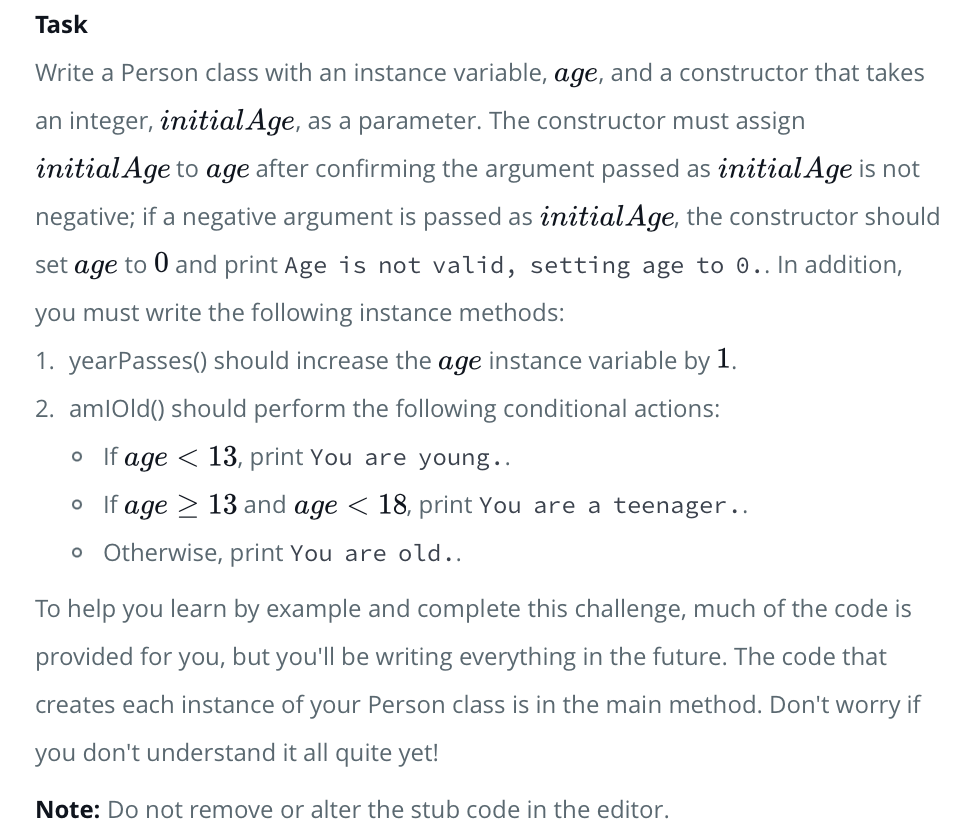 Task
Write a Person class with an instance variable, age, and a constructor that takes
an integer, initialAge, as a parameter. The constructor must assign
initialAge to age after confirming the argument passed as initialAge is not
negative; if a negative argument is passed as initialAge, the constructor should
set age to 0 and print Age is not valid, setting age to 0.. In addition,
you must write the following instance methods:
1. yearPasses() should increase the age instance variable by 1.
2. amIOld() should perform the following conditional actions:
○ If age < 13, print You are young..
○ If age ≥ 13 and age < 18, print You are a teenager..
○ Otherwise, print You are old..
To help you learn by example and complete this challenge, much of the code is
provided for you, but you'll be writing everything in the future. The code that
creates each instance of your Person class is in the main method. Don't worry if
you don't understand it all quite yet!
Note: Do not remove or alter the stub code in the editor.